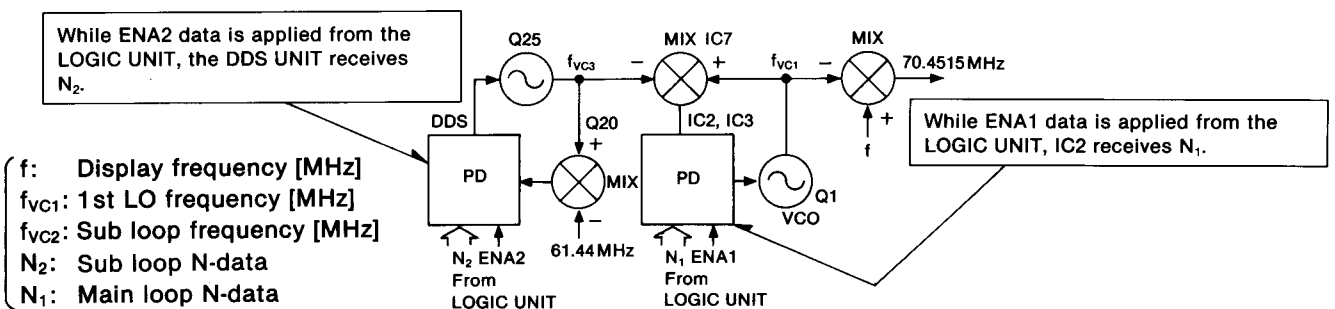 While ENA2 data is applied from the
LOGIC UNIT, the DDS UNIT receives
N₂.
Q25
fVC3
−
MIX IC7
+
fVC1
−
MIX
70.4515MHz
+
f
While ENA1 data is applied from the
LOGIC UNIT, IC2 receives N₁.
DDS
Q20
+
IC2, IC3
PD
MIX
−
61.44MHz
PD
Q1
VCO
N₂ ENA2
From
LOGIC UNIT
N₁ ENA1
From
LOGIC UNIT
f: Display frequency [MHz]
fVC1: 1st LO frequency [MHz]
fVC2: Sub loop frequency [MHz]
N₂: Sub loop N-data
N₁: Main loop N-data